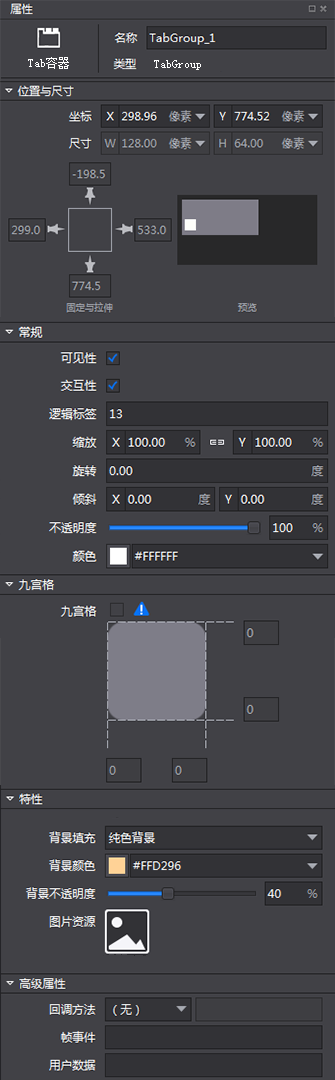 属性
名称 TabGroup_1
Tab容器
类型 TabGroup
位置与尺寸
坐标 X 298.96 像素 Y 774.52 像素
尺寸 W 128.00 像素 H 64.00 像素
-198.5
299.0 533.0
774.5
固定与拉伸 预览
常规
可见性
交互性
逻辑标签 13
缩放 X 100.00 % Y 100.00 %
旋转 0.00 度
倾斜 X 0.00 度 Y 0.00 度
不透明度 100 %
颜色 #FFFFFF
九宫格
九宫格
0
0
0 0
特性
背景填充 纯色背景
背景颜色 #FFD296
背景不透明度 40 %
图片资源
高级属性
回调方法 (无)
帧事件
用户数据